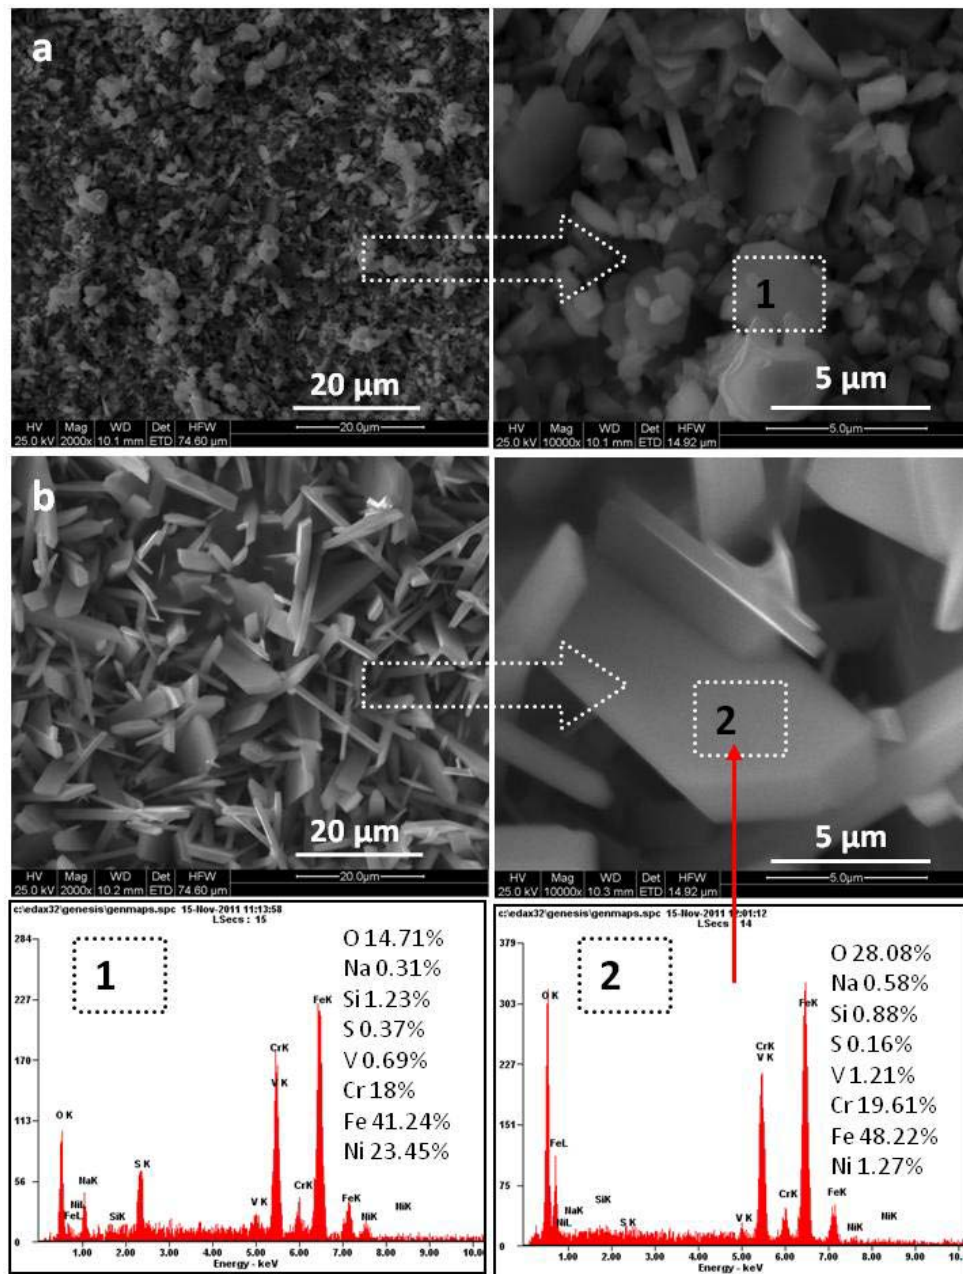 a
1
20 µm
5 µm
HV Mag WD Det HFW
25.0 kV 2000x 10.1 mm ETD 74.60 µm
20.0µm
HV Mag WD Det HFW
25.0 kV 10000x 10.1 mm ETD 14.92 µm
5.0µm
b
2
20 µm
5 µm
HV Mag WD Det HFW
25.0 kV 2000x 10.2 mm ETD 74.60 µm
20.0µm
HV Mag WD Det HFW
25.0 kV 10000x 10.3 mm ETD 14.92 µm
5.0µm
c:\edax32\genesis\genmaps.spc 15-Nov-2011 11:13:58
LSecs : 15
1
O 14.71%
Na 0.31%
Si 1.23%
S 0.37%
V 0.69%
Cr 18%
Fe 41.24%
Ni 23.45%
284
227
170
113
56
0
O K
NiL
FeL
NaK
SiK
S K
V K
CrK
V K
CrK
FeK
FeK
NiK
NiK
1.00 2.00 3.00 4.00 5.00 6.00 7.00 8.00 9.00 10.00
Energy - keV
c:\edax32\genesis\genmaps.spc 15-Nov-2011
LSecs : 14
2
O 28.08%
Na 0.58%
Si 0.88%
S 0.16%
V 1.21%
Cr 19.61%
Fe 48.22%
Ni 1.27%
379
303
227
151
75
0
O K
FeL
NiL
NaK
SiK
S K
V K
CrK
V K
CrK
FeK
FeK
NiK
NiK
1.00 2.00 3.00 4.00 5.00 6.00 7.00 8.00 9.00 10.
Energy - keV